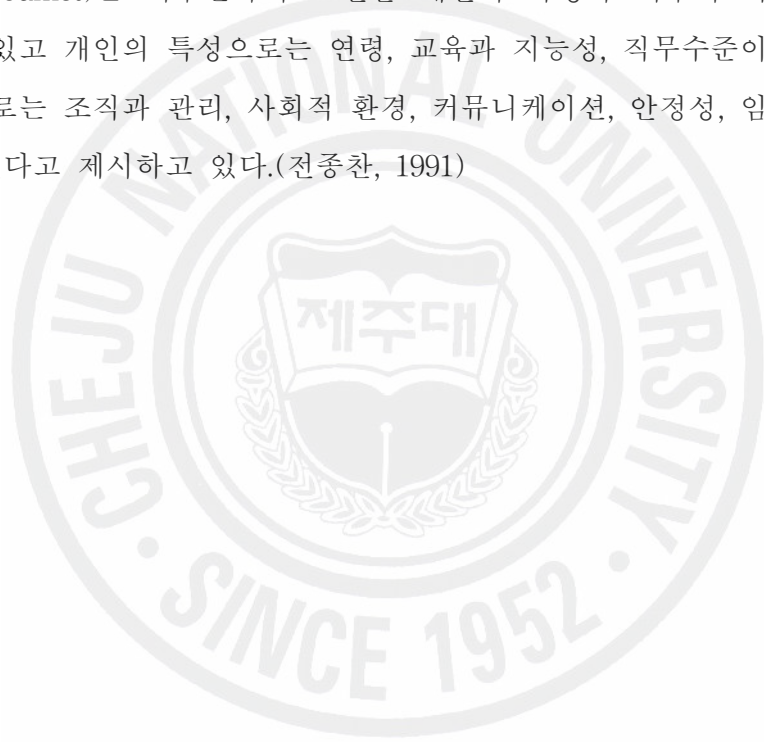 있고 개인의 특성으로는 연령, 교육과 지능성, 직무수준이
로는 조직과 관리, 사회적 환경, 커뮤니케이션, 안정성, 임
다고 제시하고 있다.(전종찬, 1991)
CHEJU NATIONAL UNIVERSITY
제주대
· SINCE 1952 ·